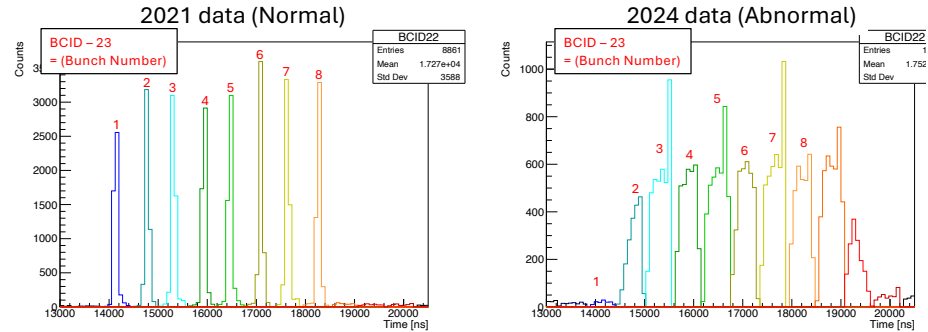 2021 data (Normal)
2024 data (Abnormal)
BCID – 23
= (Bunch Number)
BCID22
Entries 8861
Mean 1.727e+04
Std Dev 3588
Counts
3000
2500
2000
1500
1000
500
0
1 2 3 4 5 6 7 8
13000 14000 15000 16000 17000 18000 19000 20000
Time [ns]
BCID – 23
= (Bunch Number)
BCID22
Entries
Mean
Std Dev
Counts
1000
800
600
400
200
0
1 2 3 4 5 6 7 8
13000 14000 15000 16000 17000 18000 19000 20000
Time [ns]